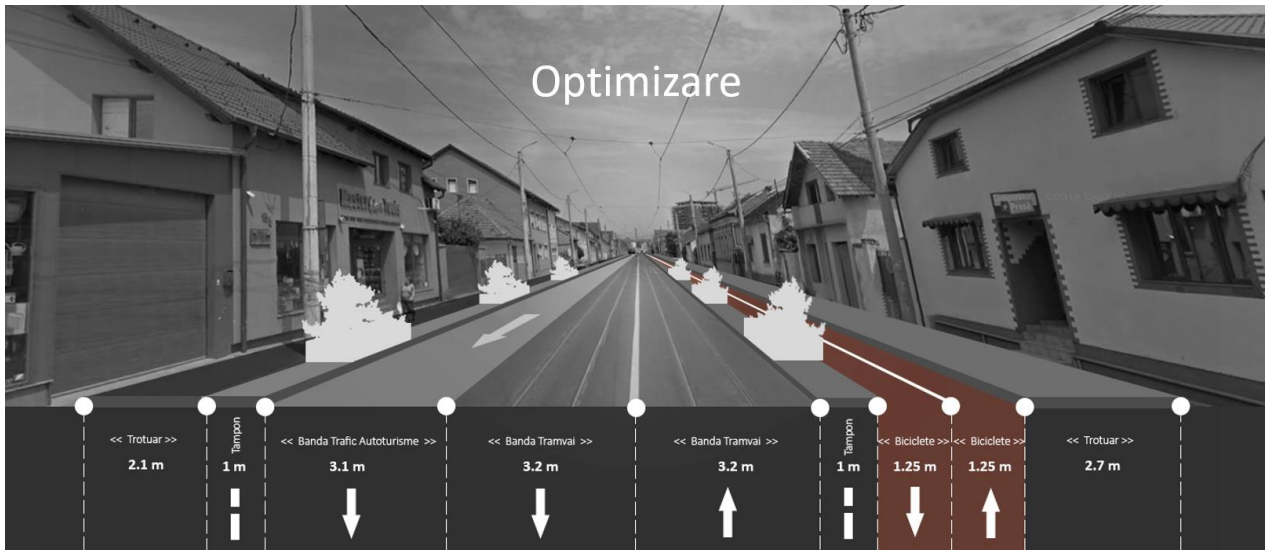 Optimizare
<< Trotuar >>
2.1 m
Tampon
1 m
<< Banda Trafic Autoturisme >>
3.1 m
<< Banda Tramvai >>
3.2 m
<< Banda Tramvai >>
3.2 m
Tampon
1 m
<< Biciclete >>
1.25 m
<< Biciclete >>
1.25 m
<< Trotuar >>
2.7 m